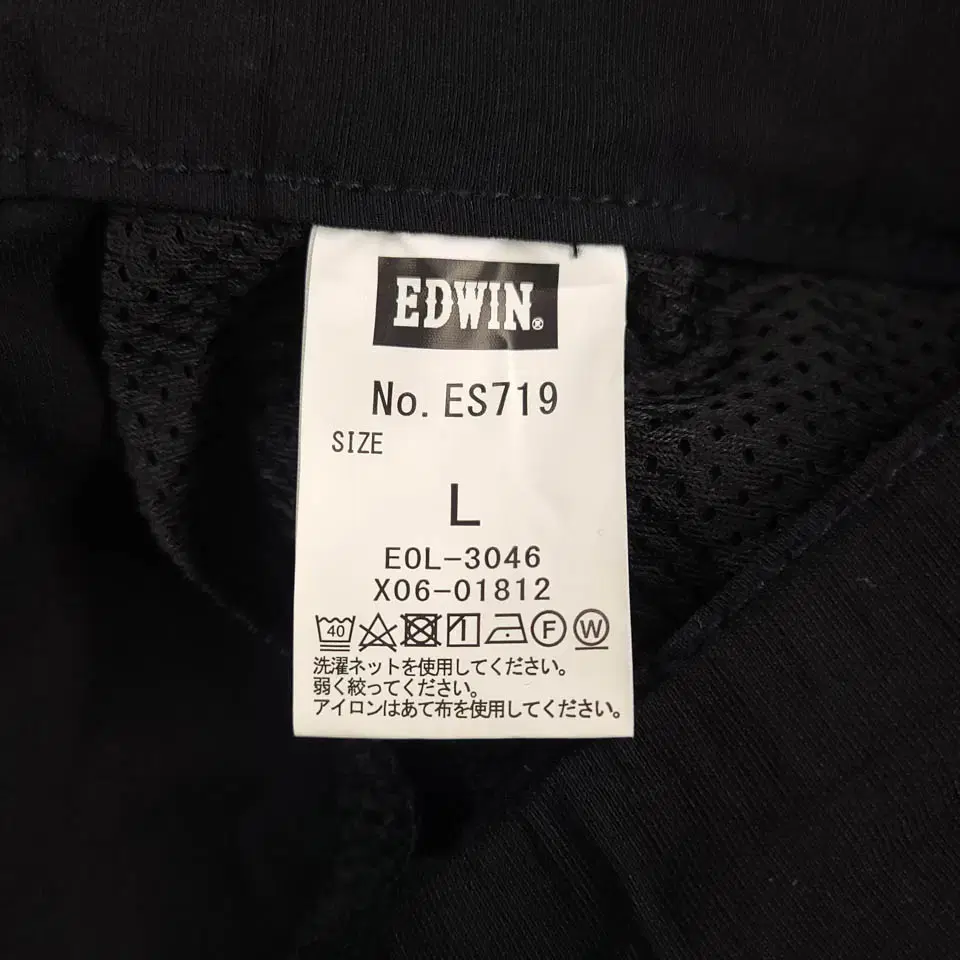 EDWIN®
No. ES719
SIZE
L
EOL-3046
X06-01812
40 F W
洗濯ネットを使用してください。
弱く絞ってください。
アイロンはあて布を使用してください。